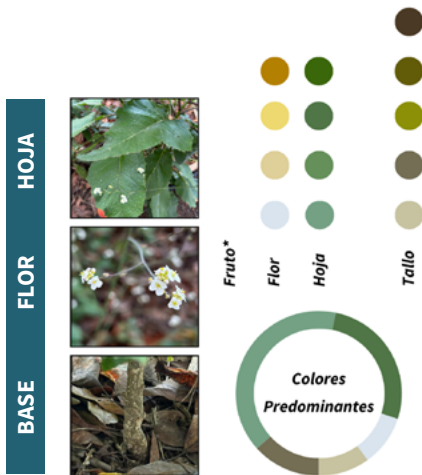 HOJA
FLOR
BASE
Fruto*
Flor
Hoja
Tallo
Colores
Predominantes